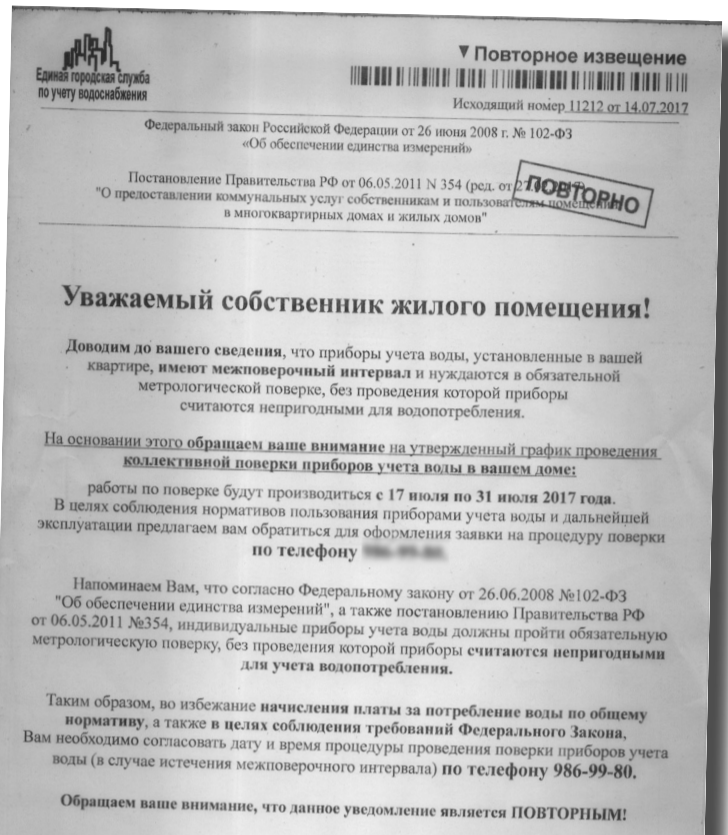 Единая городская служба
по учету водоснабжения
▼ Повторное извещение
Исходящий номер 11212 от 14.07.2017
Федеральный закон Российской Федерации от 26 июня 2008 г. № 102-ФЗ
«Об обеспечении единства измерений»
Постановление Правительства РФ от 06.05.2011 N 354 (ред. от
ПОВТОРНО
"О предоставлении коммунальных услуг собственникам и пользователям помещений
в многоквартирных домах и жилых домов"
Уважаемый собственник жилого помещения!
Доводим до вашего сведения, что приборы учета воды, установленные в вашей
квартире, имеют межповерочный интервал и нуждаются в обязательной
метрологической поверке, без проведения которой приборы
считаются непригодными для водопотребления.
На основании этого обращаем ваше внимание на утвержденный график проведения
коллективной поверки приборов учета воды в вашем доме:
работы по поверке будут производиться с 17 июля по 31 июля 2017 года.
В целях соблюдения нормативов пользования приборами учета воды и дальнейшей
эксплуатации предлагаем вам обратиться для оформления заявки на процедуру поверки
по телефону
Напоминаем Вам, что согласно Федеральному закону от 26.06.2008 №102-ФЗ
"Об обеспечении единства измерений", а также постановлению Правительства РФ
от 06.05.2011 №354, индивидуальные приборы учета воды должны пройти обязательную
метрологическую поверку, без проведения которой приборы считаются непригодными
для учета водопотребления.
Таким образом, во избежание начисления платы за потребление воды по общему
нормативу, а также в целях соблюдения требований Федерального Закона,
Вам необходимо согласовать дату и время процедуры проведения поверки приборов учета
воды (в случае истечения межповерочного интервала) по телефону 986-99-80.
Обращаем ваше внимание, что данное уведомление является ПОВТОРНЫМ!